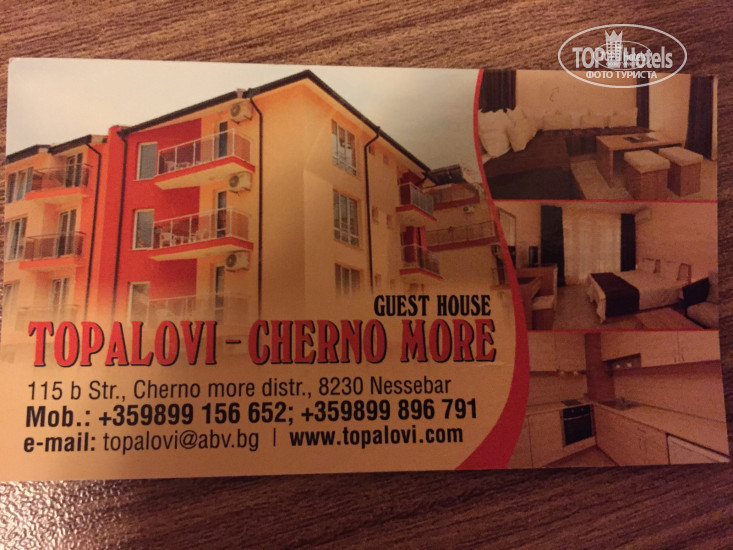 TOP Hotels
ФОТО ТУРИСТА
GUEST HOUSE
TOPALOVI - CHERNO MORE
115 b Str., Cherno more distr., 8230 Nessebar
Mob.: +359899 156 652; +359899 896 791
e-mail: topalovi@abv.bg | www.topalovi.com